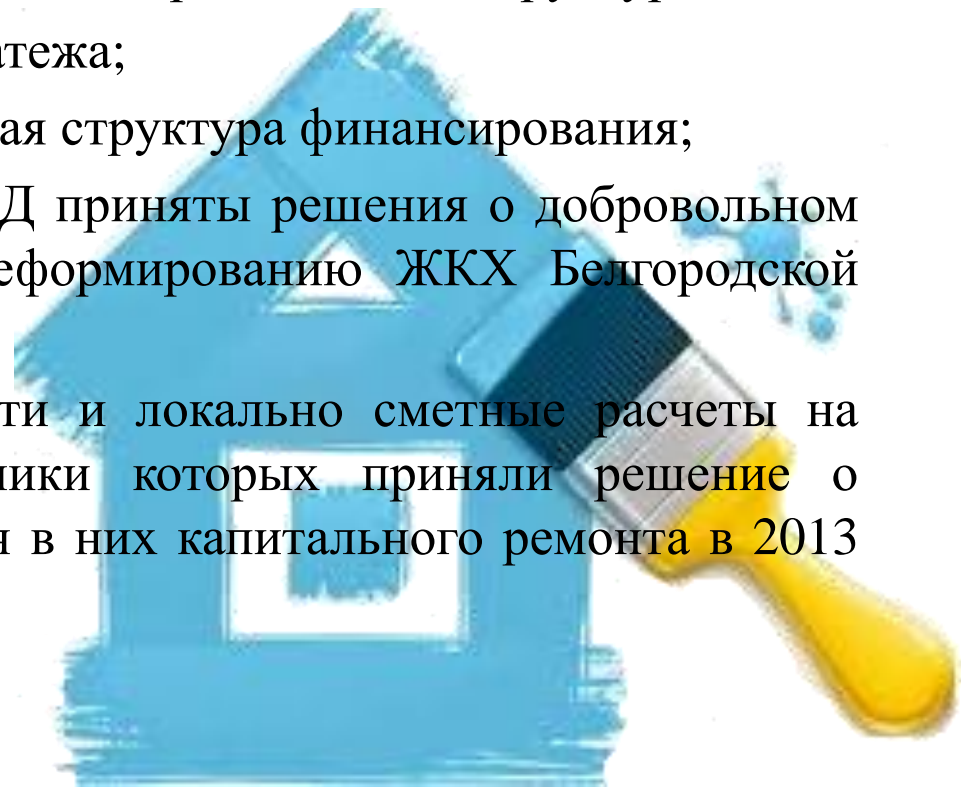 атежа;
ая структура финансирования;
Д приняты решения о добровольном
еформированию ЖКХ Белгородской
ти и локально сметные расчеты на
ики которых приняли решение о
в них капитального ремонта в 2013